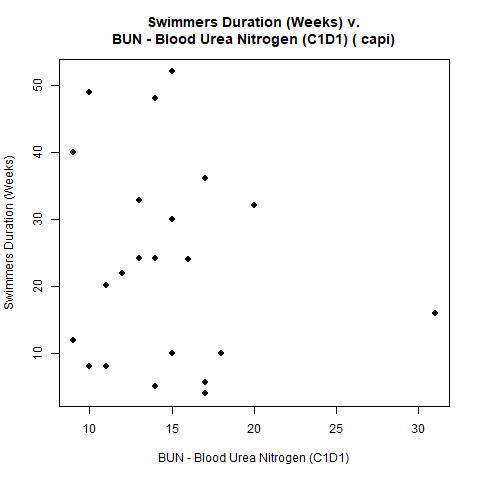 Swimmers Duration (Weeks) v.
BUN - Blood Urea Nitrogen (C1D1) ( capi)
Swimmers Duration (Weeks)
50
40
30
20
10
10 15 20 25 30
BUN - Blood Urea Nitrogen (C1D1)